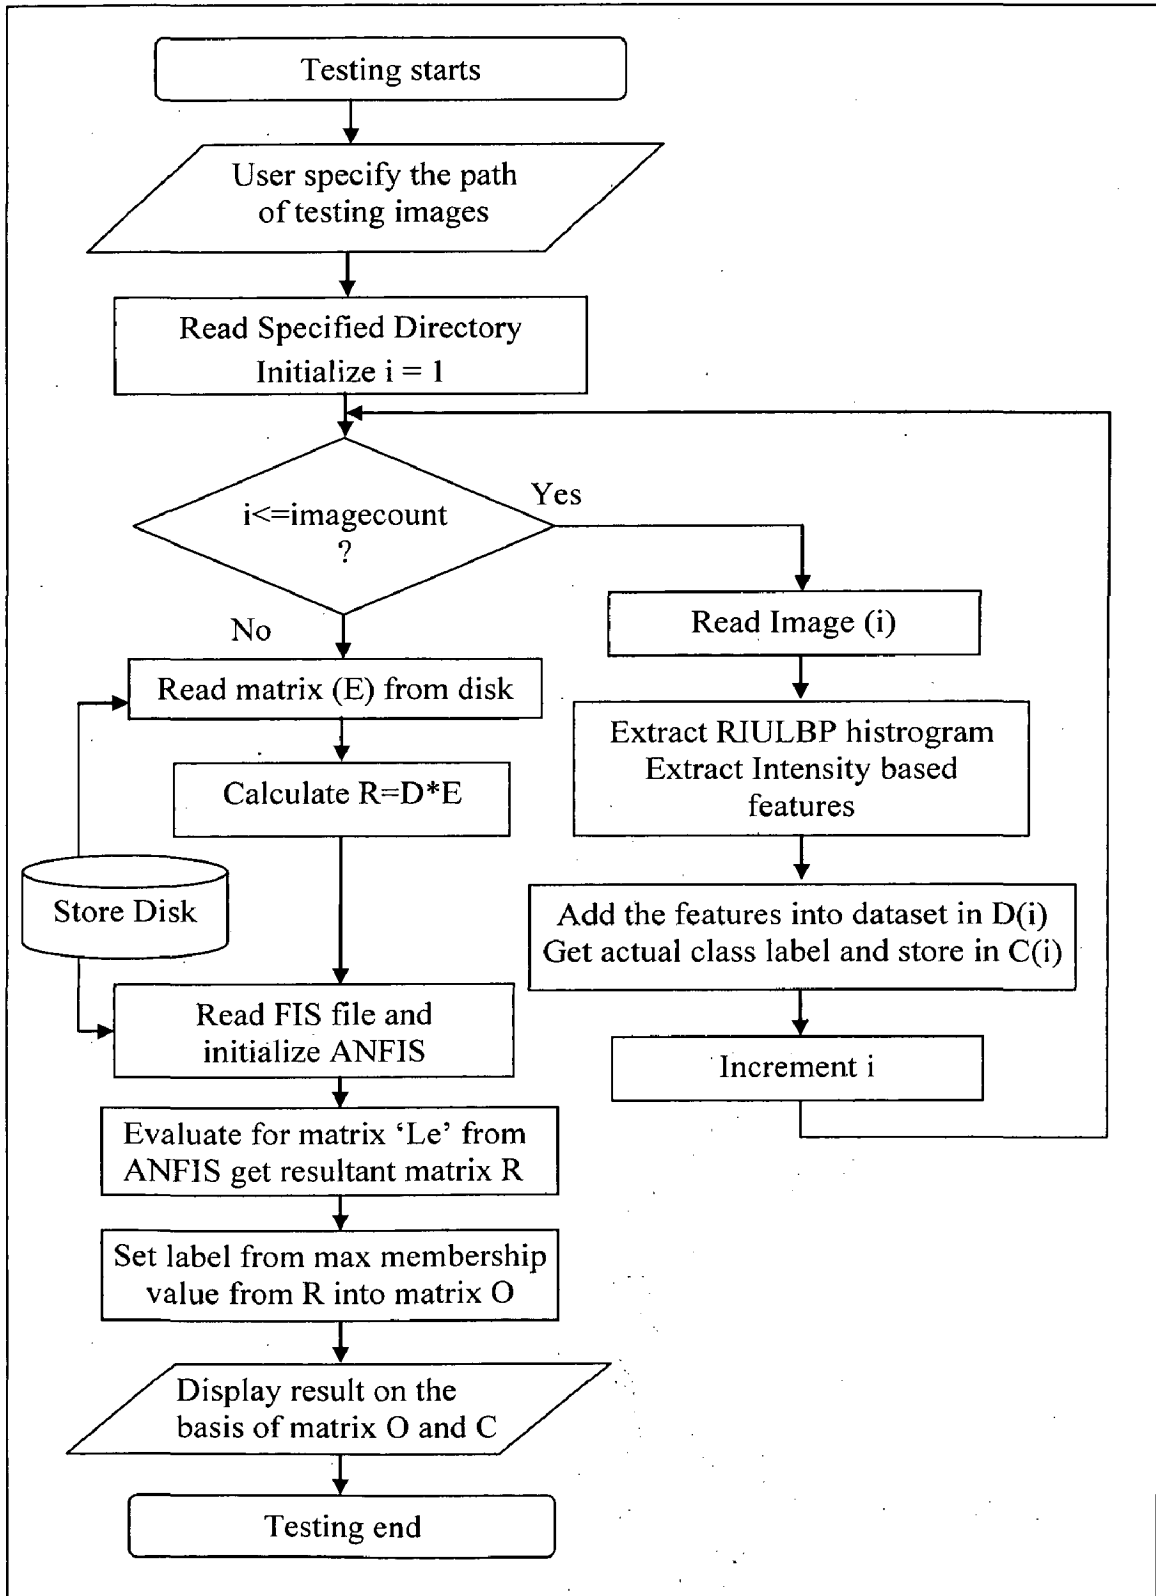 Testing starts
User specify the path
of testing images
Read Specified Directory
Initialize i = 1
i<=imagecount
?
Yes
No
Read Image (i)
Extract RIULBP histrogram
Extract Intensity based
features
Add the features into dataset in D(i)
Get actual class label and store in C(i)
Increment i
Read matrix (E) from disk
Calculate R=D*E
Store Disk
Read FIS file and
initialize ANFIS
Evaluate for matrix ‘Le’ from
ANFIS get resultant matrix R
Set label from max membership
value from R into matrix O
Display result on the
basis of matrix O and C
Testing end